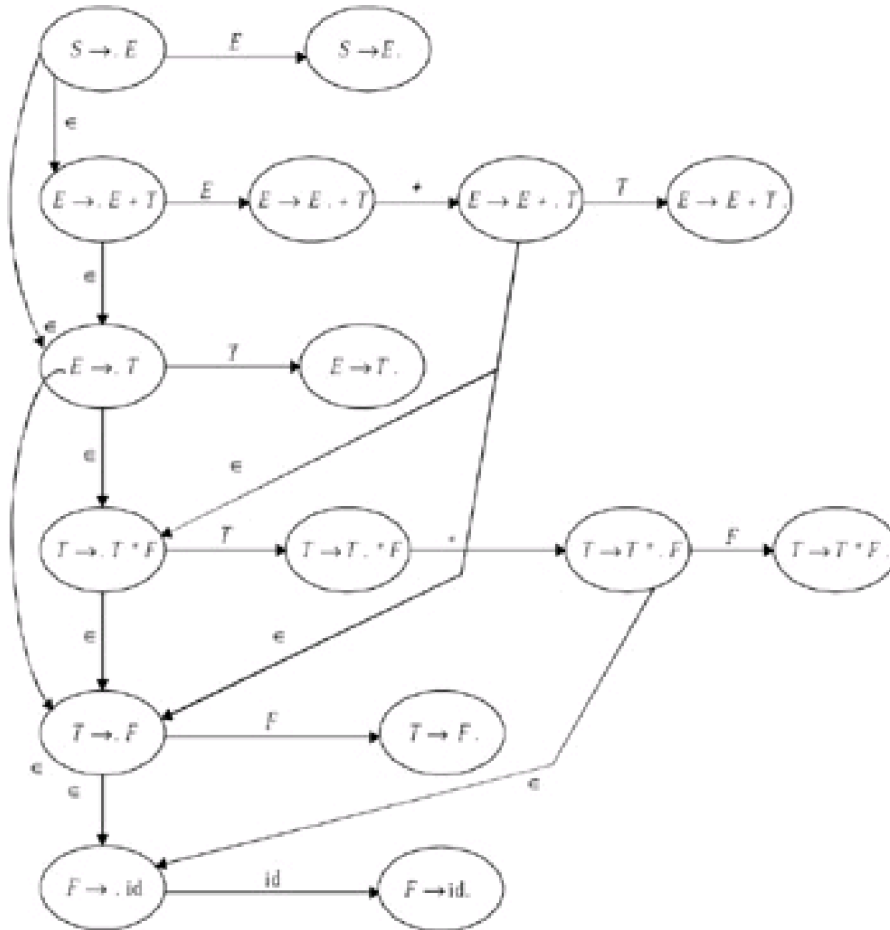 S → . E E S → E .
∈
E → . E + T E E → E . + T + E → E + . T T E → E + T .
∈
∈
E → . T T E → T .
∈ ∈
T → . T * F T T → T . * F * T → T * . F F T → T * F .
∈ ∈
T → . F F T → F .
∈
∈ ∈
F → . id id F → id.